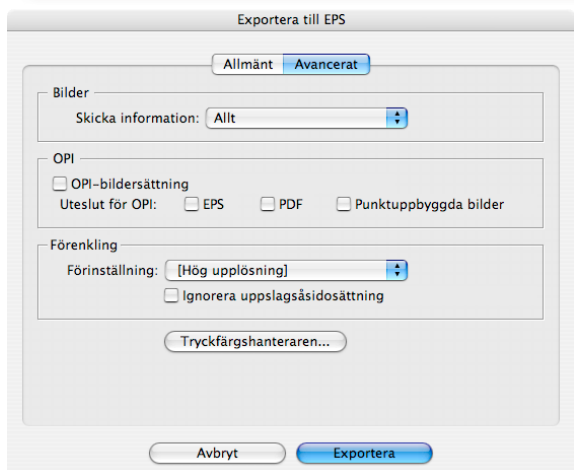 Exportera till EPS
Allmänt Avancerat
Bilder
Skicka information: Allt
OPI
OPI-bildersättning
Uteslut för OPI: EPS PDF Punktuppbyggda bilder
Förenkling
Förinställning: [Hög upplösning]
Ignorera uppslagsåsidosättning
Tryckfärgshanteraren...
Avbryt Exportera